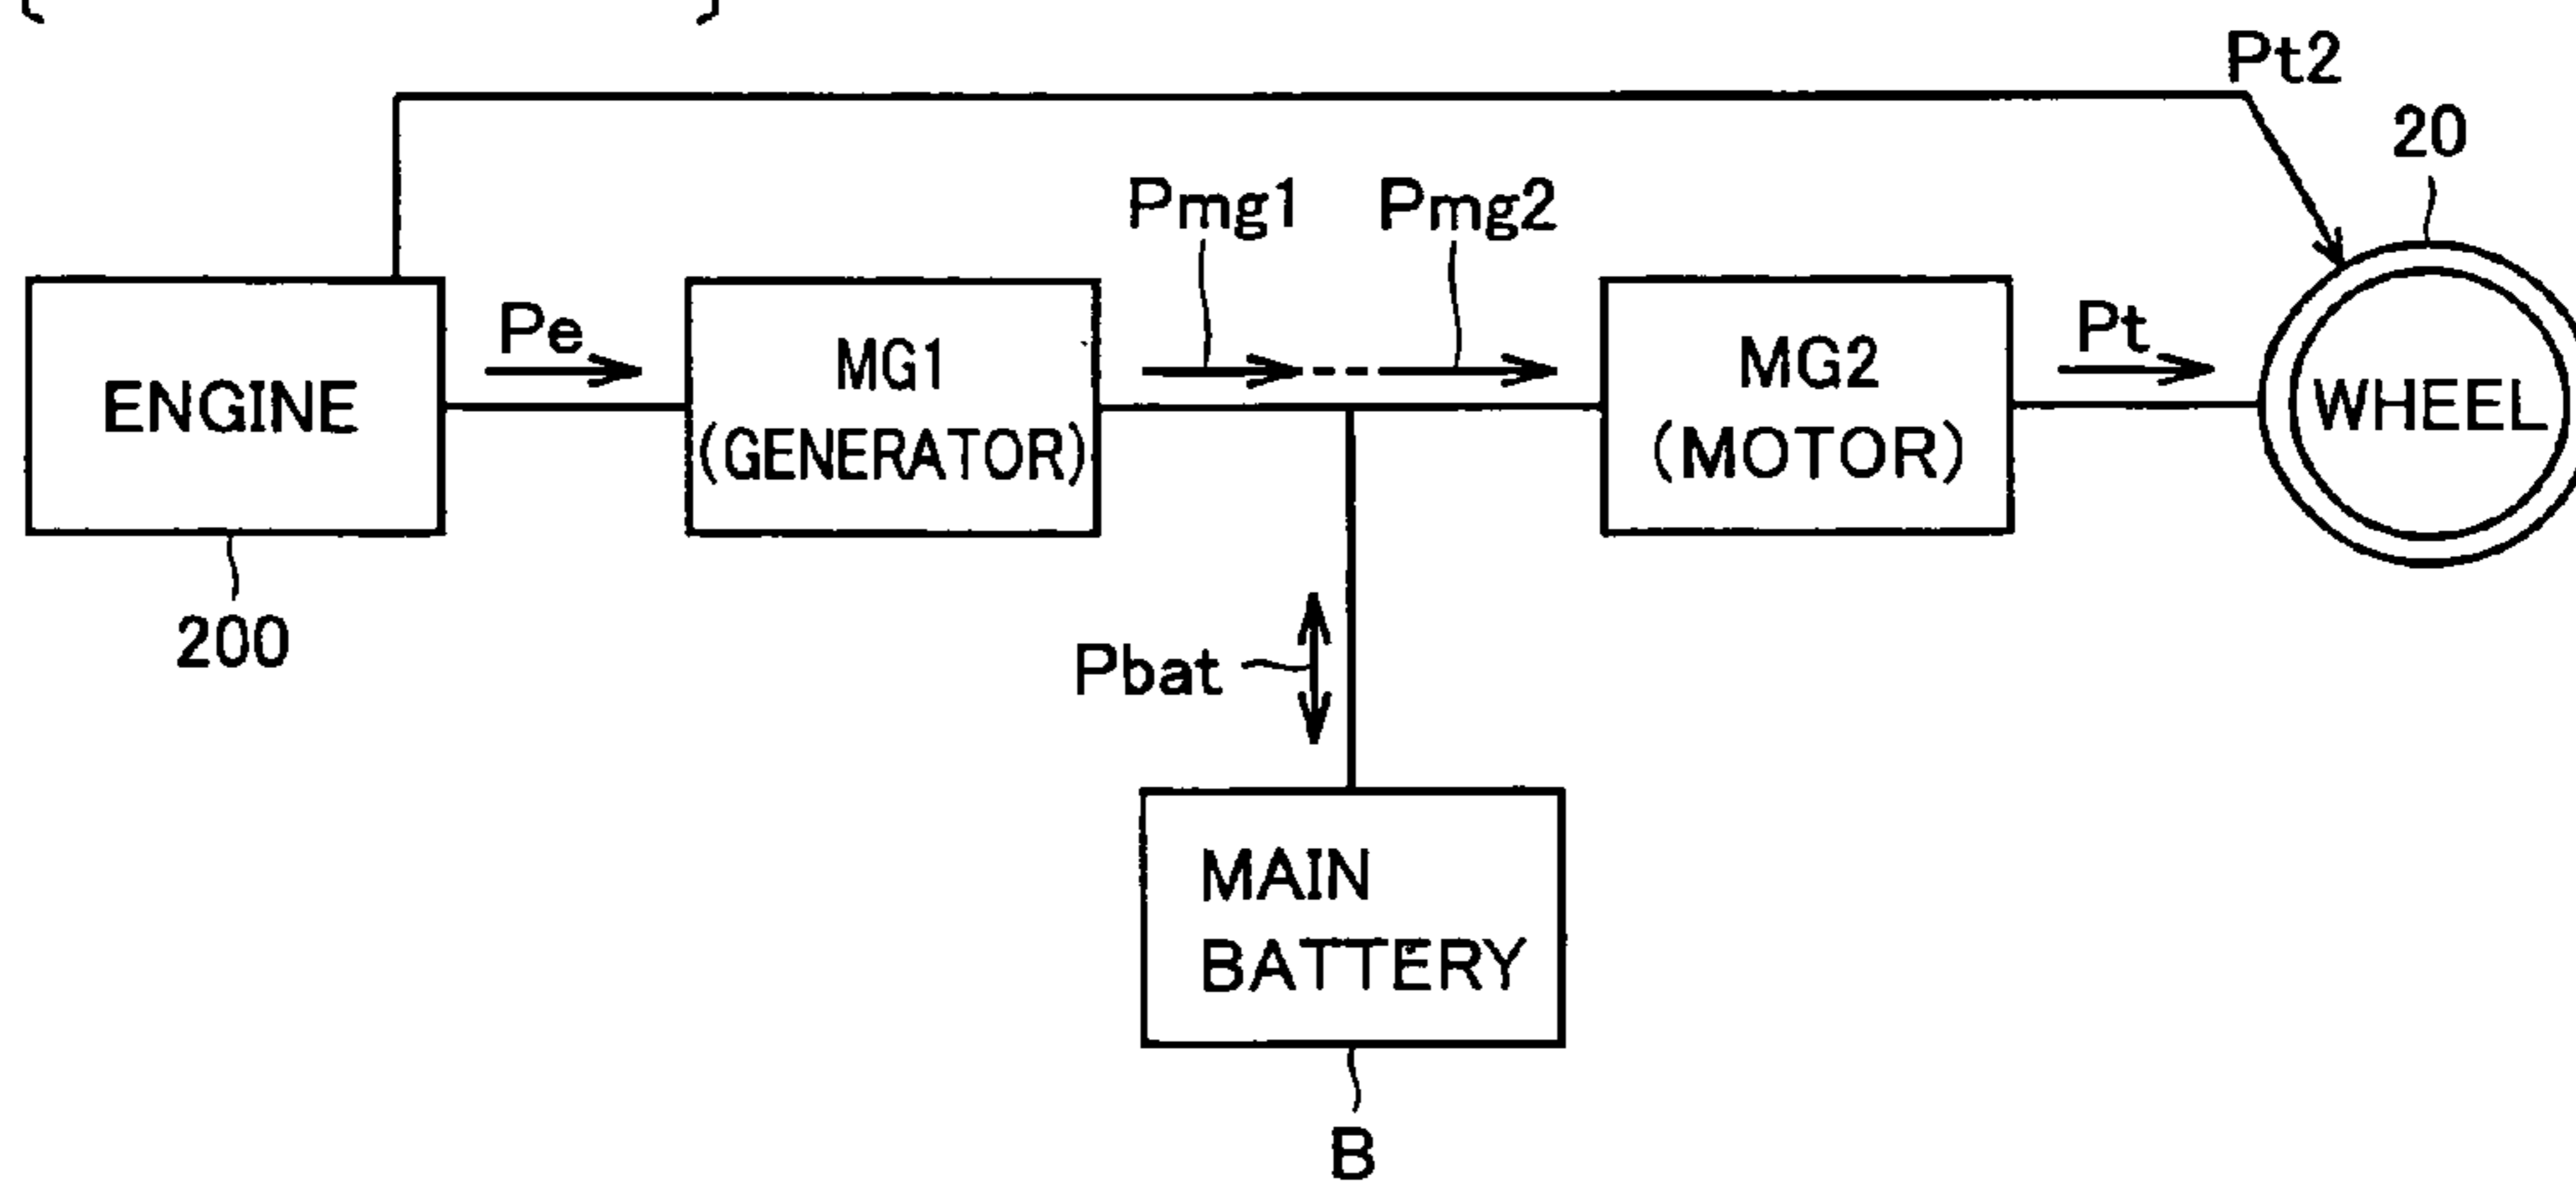 Pt2
20
Pmg1
Pmg2
Pe
Pt
ENGINE
MG1
(GENERATOR)
MG2
(MOTOR)
WHEEL
200
Pbat
MAIN
BATTERY
B